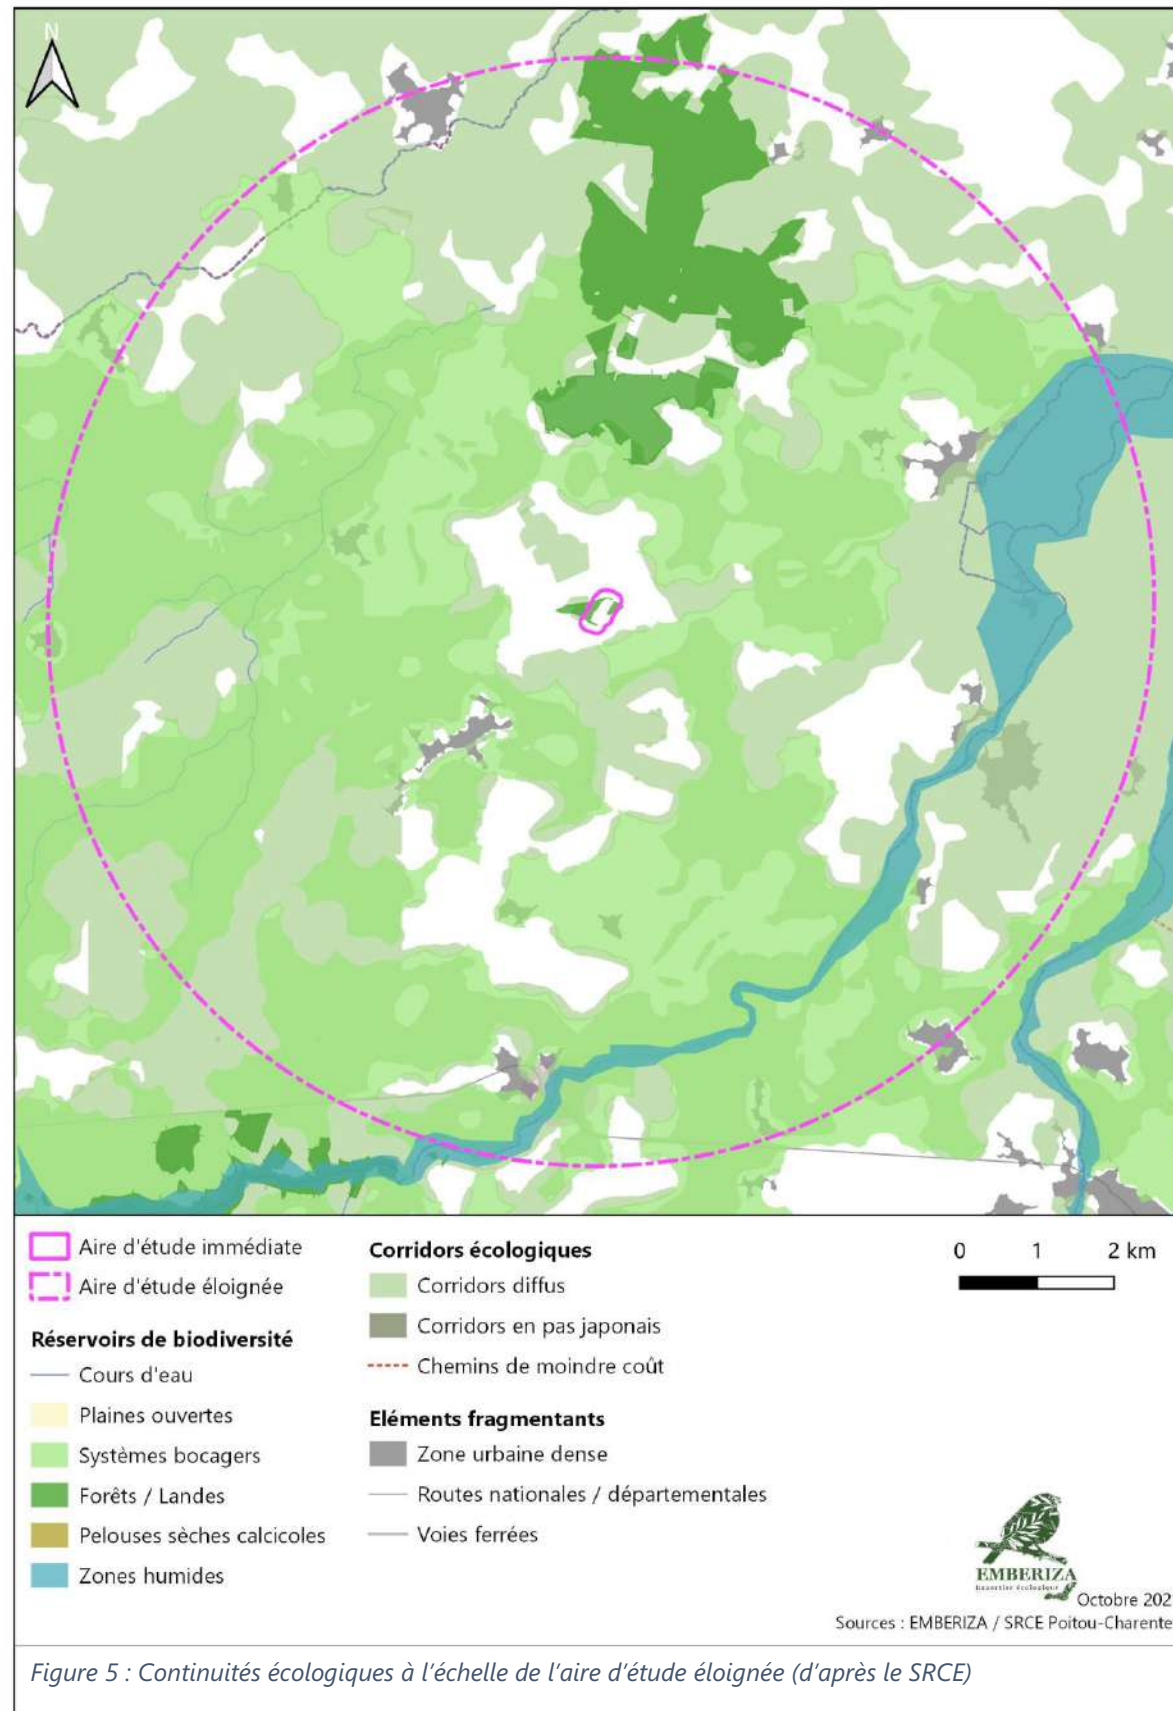 N
Aire d'étude immédiate
Aire d'étude éloignée
Réservoirs de biodiversité
Cours d'eau
Plaines ouvertes
Systèmes bocagers
Forêts / Landes
Pelouses sèches calcicoles
Zones humides
Corridors écologiques
Corridors diffus
Corridors en pas japonais
Chemins de moindre coût
Eléments fragmentants
Zone urbaine dense
Routes nationales / départementales
Voies ferrées
0 1 2 km
EMBERIZA
Expertise écologique
Octobre 202
Sources : EMBERIZA / SRCE Poitou-Charente
Figure 5 : Continuités écologiques à l'échelle de l'aire d'étude éloignée (d'après le SRCE)